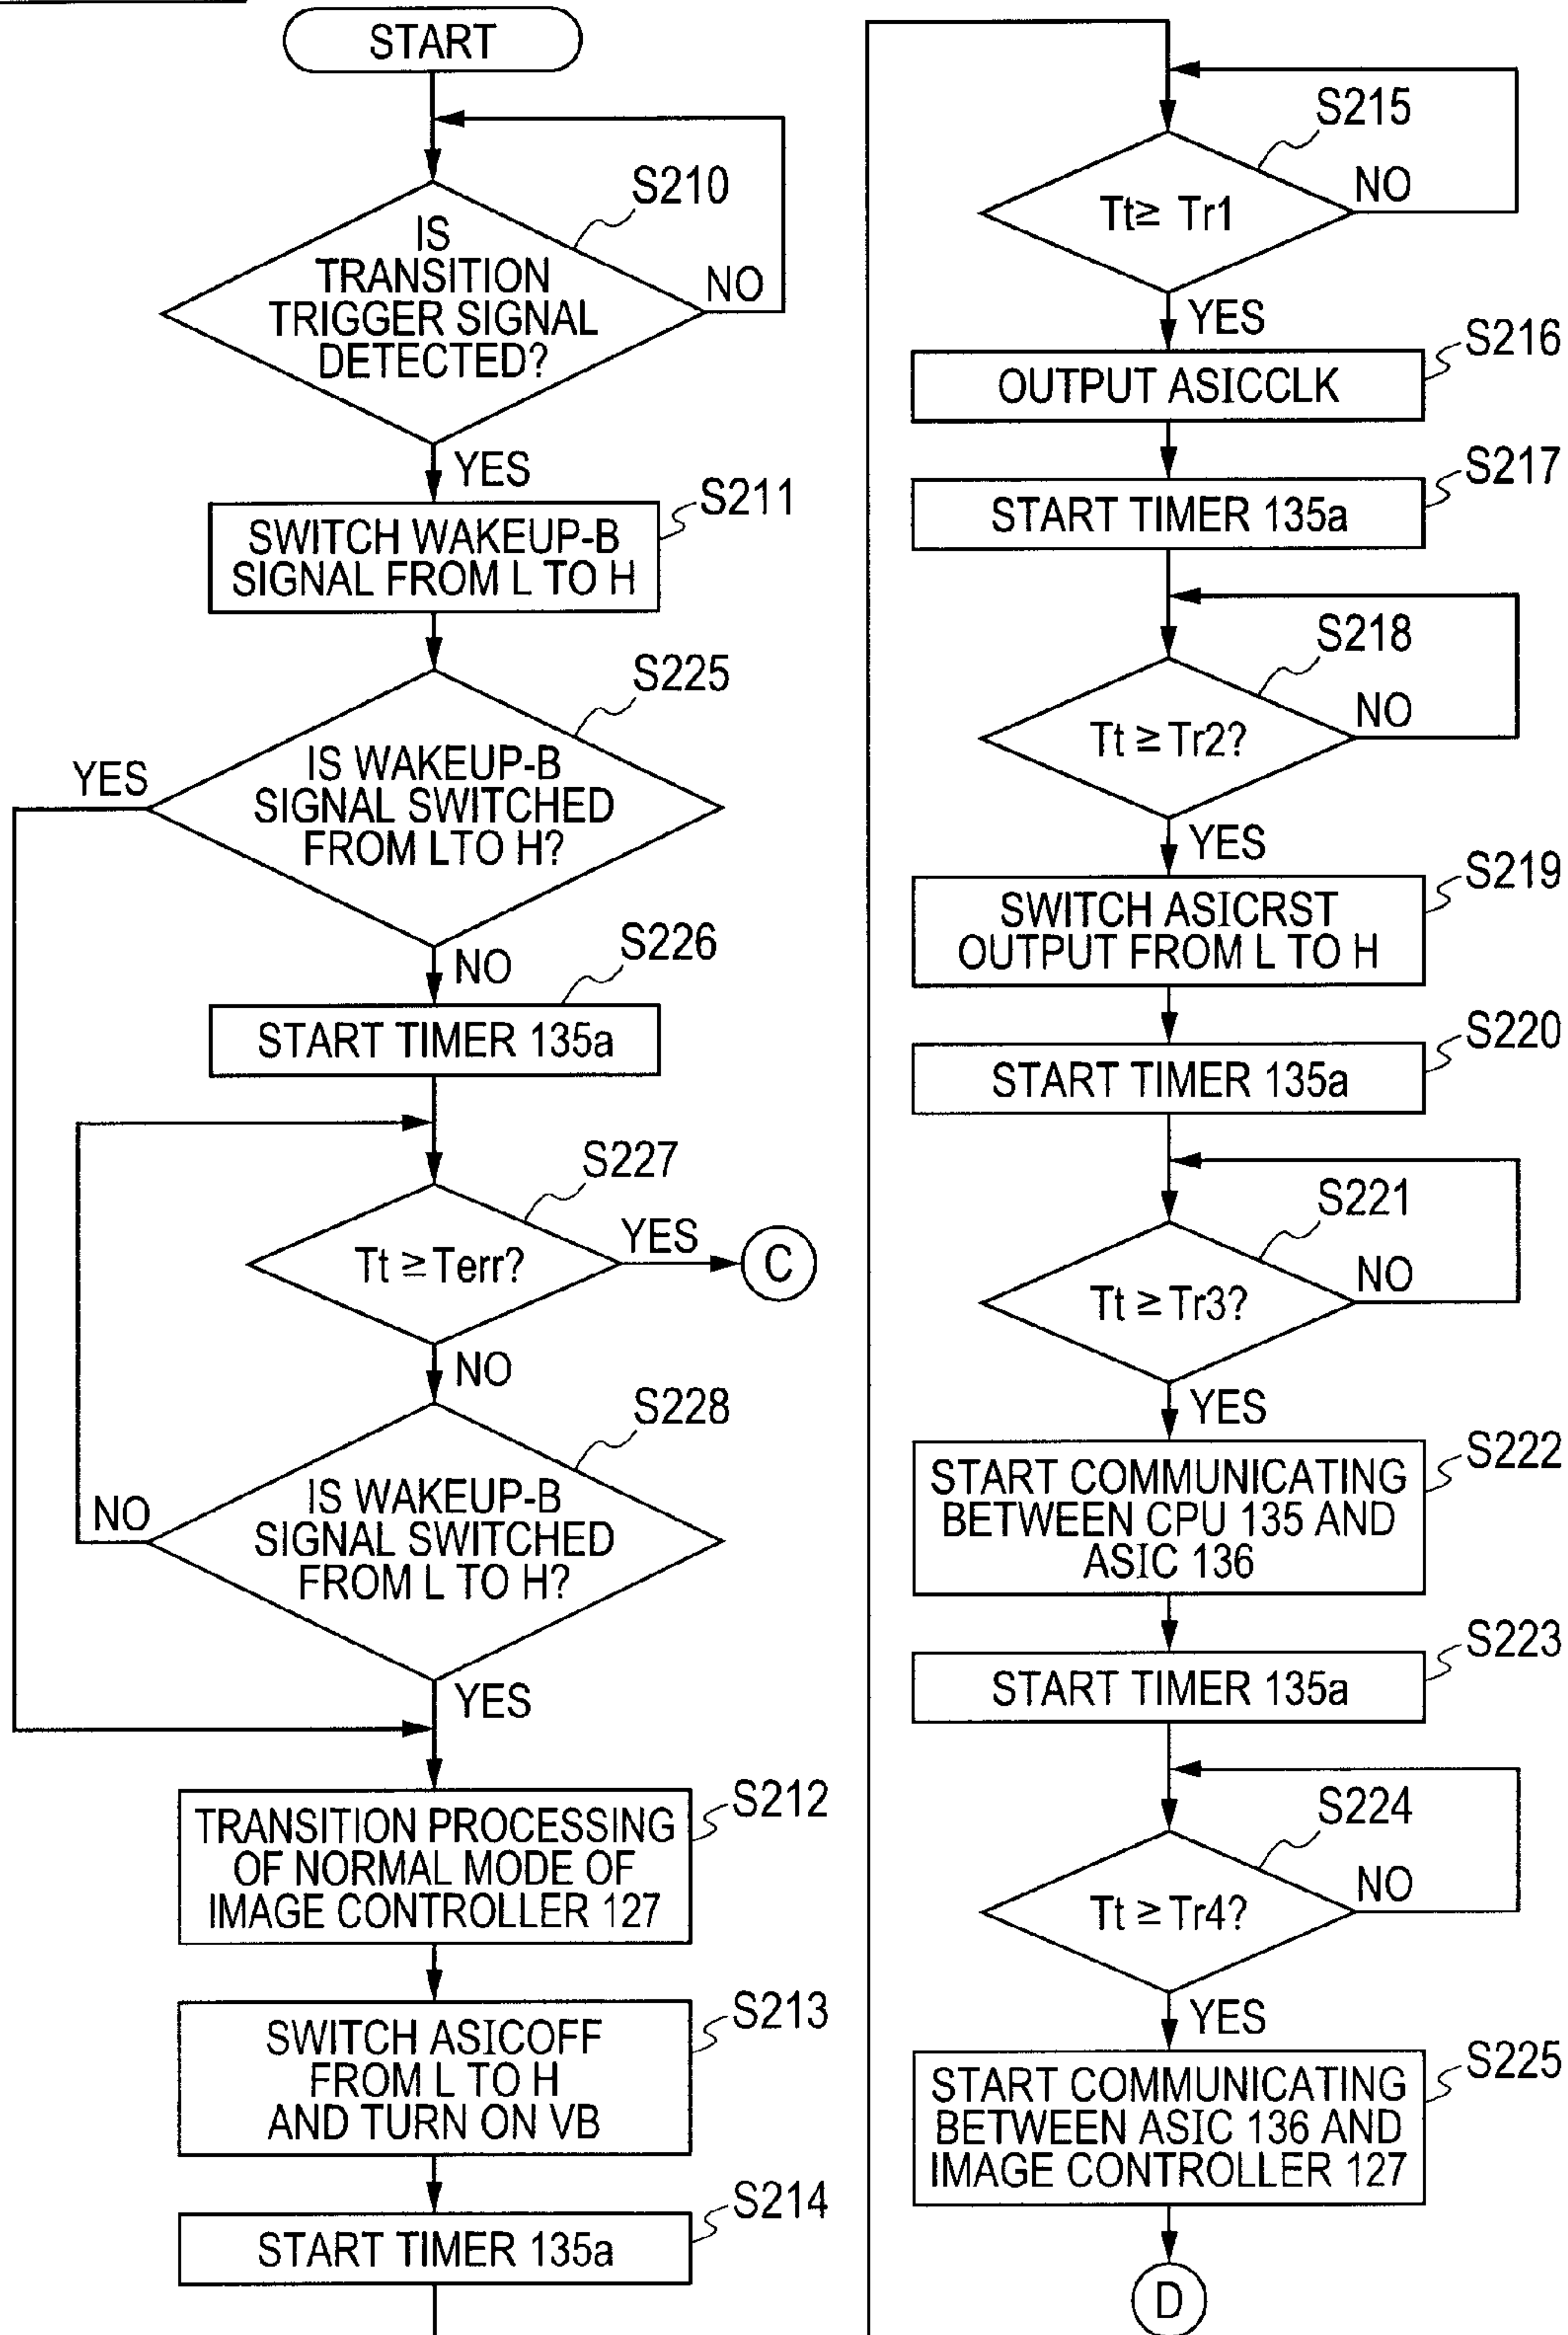 START
S210
IS
TRANSITION
TRIGGER SIGNAL
DETECTED?
NO
YES
S211
SWITCH WAKEUP-B
SIGNAL FROM L TO H
S225
YES
IS WAKEUP-B
SIGNAL SWITCHED
FROM LTO H?
NO
S226
START TIMER 135a
S227
Tt ≥Terr?
YES
C
NO
S228
IS WAKEUP-B
SIGNAL SWITCHED
FROM L TO H?
NO
YES
S212
TRANSITION PROCESSING
OF NORMAL MODE OF
IMAGE CONTROLLER 127
S213
SWITCH ASICOFF
FROM L TO H
AND TURN ON VB
S214
START TIMER 135a
S215
Tt≥ Tr1
NO
YES
S216
OUTPUT ASICCLK
S217
START TIMER 135a
S218
Tt ≥Tr2?
NO
YES
S219
SWITCH ASICRST
OUTPUT FROM L TO H
S220
START TIMER 135a
S221
Tt ≥Tr3?
NO
YES
S222
START COMMUNICATING
BETWEEN CPU 135 AND
ASIC 136
S223
START TIMER 135a
S224
Tt ≥Tr4?
NO
YES
S225
START COMMUNICATING
BETWEEN ASIC 136 AND
IMAGE CONTROLLER 127
D